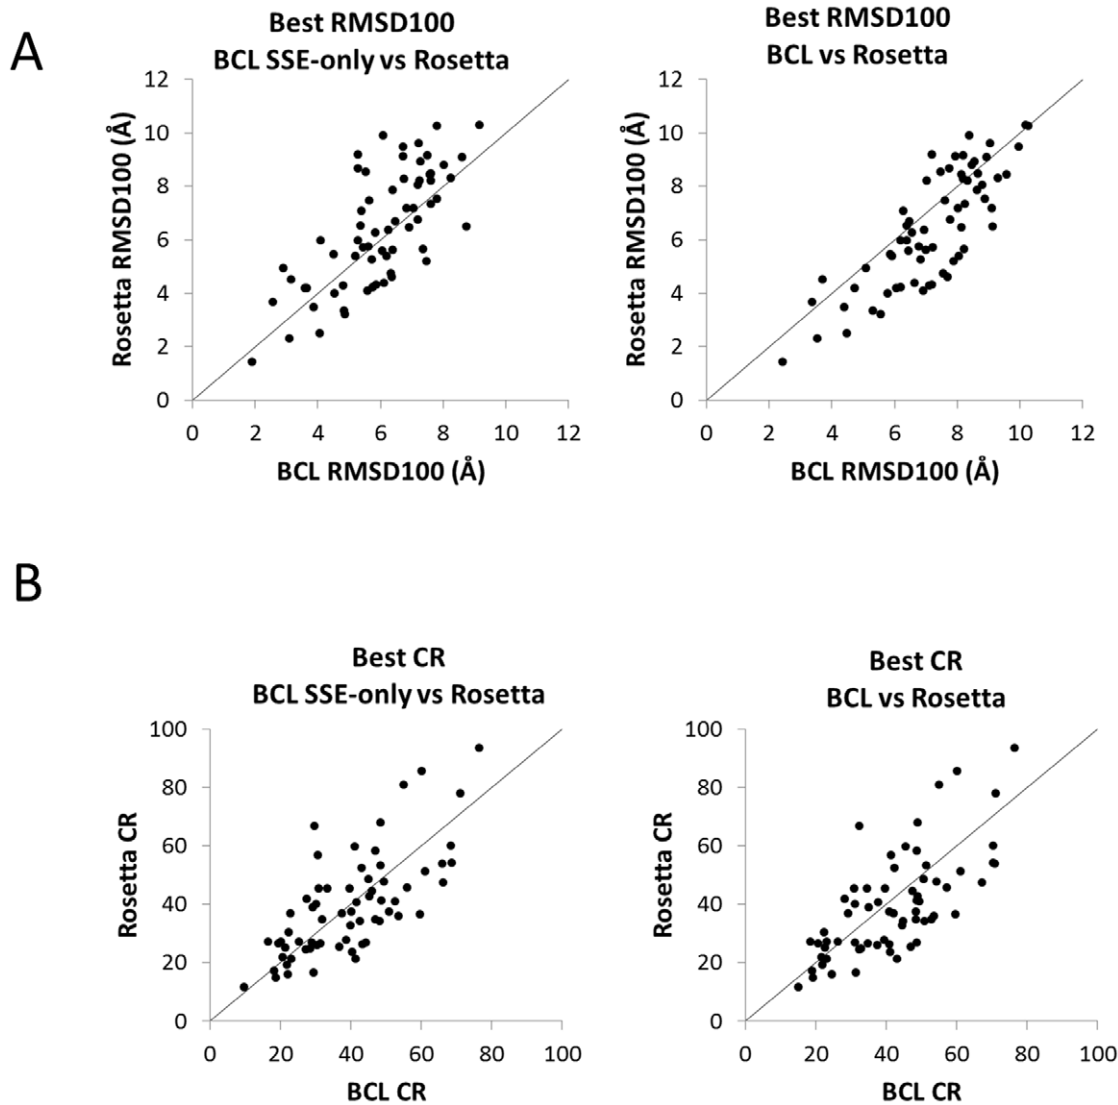 A
Best RMSD100
BCL SSE-only vs Rosetta
12
10
8
6
4
2
0
Rosetta RMSD100 (Å)
0 2 4 6 8 10 12
BCL RMSD100 (Å)
Best RMSD100
BCL vs Rosetta
12
10
8
6
4
2
0
Rosetta RMSD100 (Å)
0 2 4 6 8 10 12
BCL RMSD100 (Å)
B
Best CR
BCL SSE-only vs Rosetta
100
80
60
40
20
0
Rosetta CR
0 20 40 60 80 100
BCL CR
Best CR
BCL vs Rosetta
100
80
60
40
20
0
Rosetta CR
0 20 40 60 80 100
BCL CR